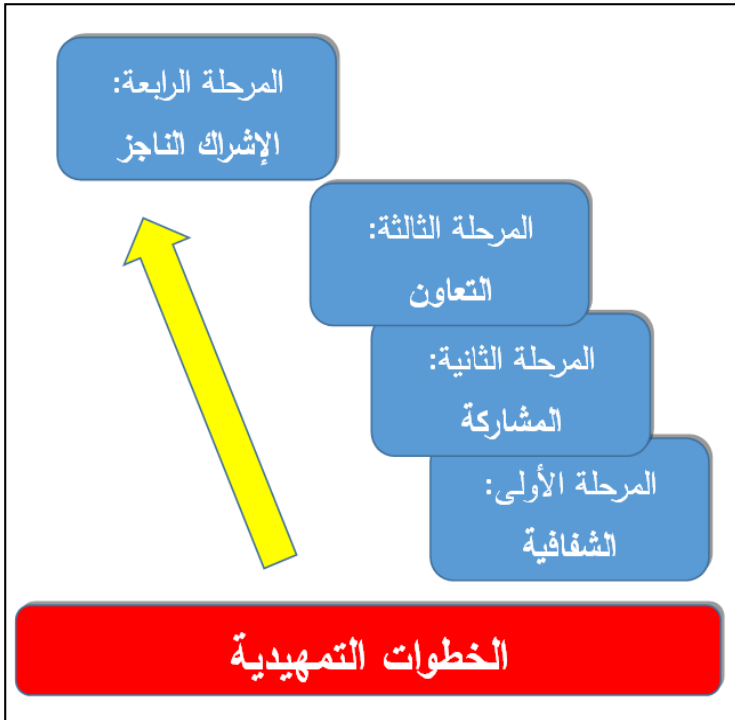 المرحلة الرابعة:
الإشراك الناجز
المرحلة الثالثة:
التعاون
المرحلة الثانية:
المشاركة
المرحلة الأولى:
الشفافية
الخطوات التمهيدية